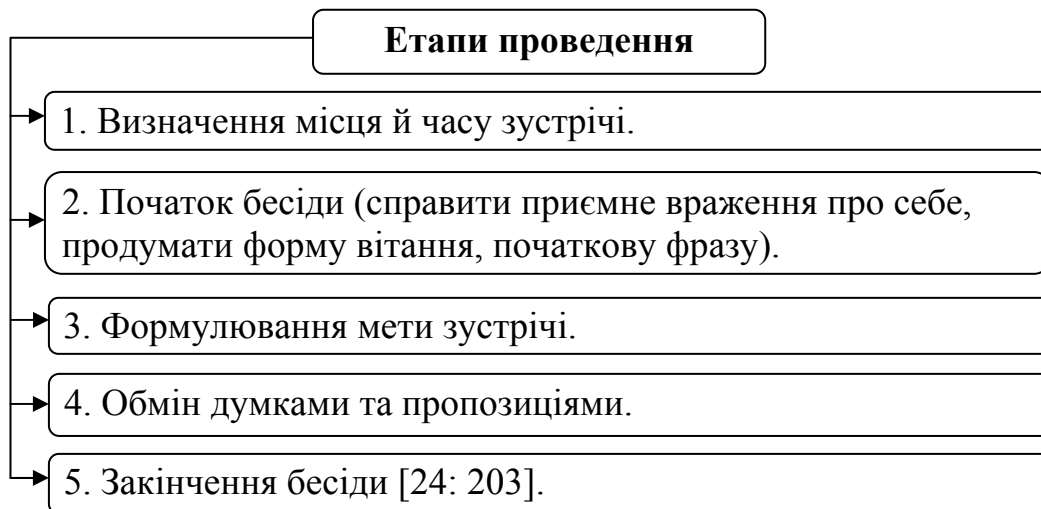 Етапи проведення
1. Визначення місця й часу зустрічі.
2. Початок бесіди (справити приємне враження про себе,
продумати форму вітання, початкову фразу).
3. Формулювання мети зустрічі.
4. Обмін думками та пропозиціями.
5. Закінчення бесіди [24: 203].